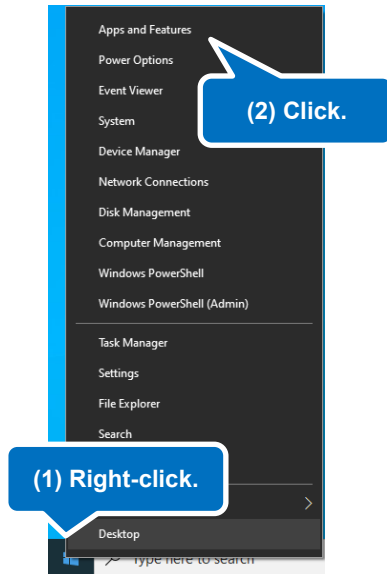 Apps and Features
Power Options
Event Viewer
System
(2) Click.
Device Manager
Network Connections
Disk Management
Computer Management
Windows PowerShell
Windows PowerShell (Admin)
Task Manager
Settings
File Explorer
Search
(1) Right-click.
Desktop
Type here to search